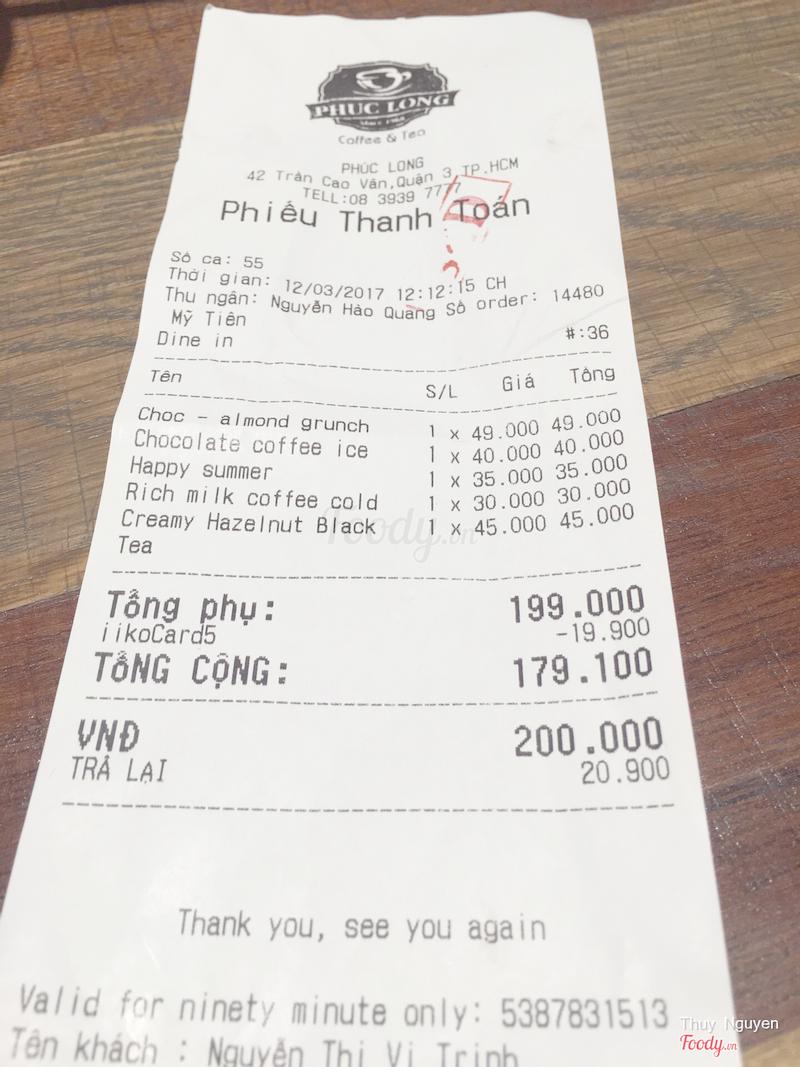 PHUC LONG
Coffee & Tea
PHÚC LONG
42 Trần Cao Vân,Quận 3,TP.HCM
TELL:08 3939 7777
Phiếu Thanh Toán
Số ca: 55
Thời gian: 12/03/2017 12:12:15 CH
Thu ngân: Nguyễn Hào Quang Số order: 14480
Mỹ Tiên
Dine in #:36
Tên S/L Giá Tổng
Choc - almond grunch 1 x 49.000 49.000
Chocolate coffee ice 1 x 40.000 40.000
Happy summer 1 x 35.000 35.000
Rich milk coffee cold 1 x 30.000 30.000
Creamy Hazelnut Black 1 x 45.000 45.000
Tea
Tổng phụ: 199.000
iikoCard5 -19.900
TỔNG CỘNG: 179.100
VNĐ 200.000
TRẢ LẠI 20.900
Thank you, see you again
Valid for ninety minute only: 5387831513
Tên khách : Nguyễn Thị Vi Trinh
Foody.vn
Thuy Nguyen
Foody.vn